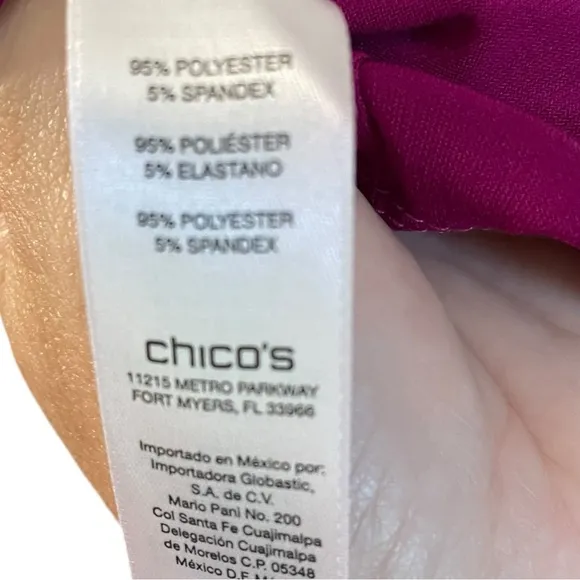 95% POLYESTER
5% SPANDEX
95% POLIÉSTER
5% ELASTANO
95% POLYESTER
5% SPANDEX
chico's
11215 METRO PARKWAY
FORT MYERS, FL 33966
Importado en México por:
Importadora Globastic,
S.A. de C.V.
Mario Pani No. 200
Col Santa Fe Cuajimalpa
Delegación Cuajimalpa
de Morelos C.P. 05348
México D.F.